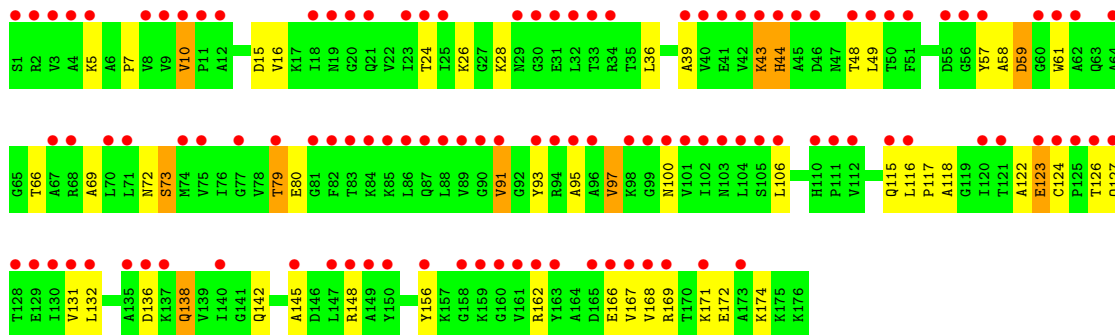 S1 R2 V3 A4 K5 A6 P7 V8 V9 V10 P11 A12 D15 V16 K17 I18 N19 G20 Q21 V22 I23 T24 I25 K26 G27 K28 N29 G30 E31 L32 T33 R34 T35 L36 A39 V40 E41 V42 K43 H44 A45 D46 N47 T48 L49 T50 F51 D55 G56 Y57 A58 D59 G60 W61 A62 Q63 A64
G65 T66 A67 R68 A69 L70 L71 N72 S73 M74 V75 I76 G77 V78 T79 E80 G81 F82 T83 K84 K85 L86 Q87 L88 V89 G90 V91 G92 Y93 R94 A95 A96 V97 K98 G99 N100 V101 I102 N103 L104 S105 L106 H110 P111 V112 Q115 L116 P117 A118 G119 I120 T121 A122 E123 C124 P125 T126 Q127
T128 E129 I130 V131 L132 A135 D136 K137 Q138 V139 I140 G141 Q142 A145 D146 L147 R148 A149 Y150 Y156 K157 G158 K159 G160 V161 R162 Y163 A164 D165 E166 V167 V168 R169 T170 K171 E172 A173 K174 K175 K176